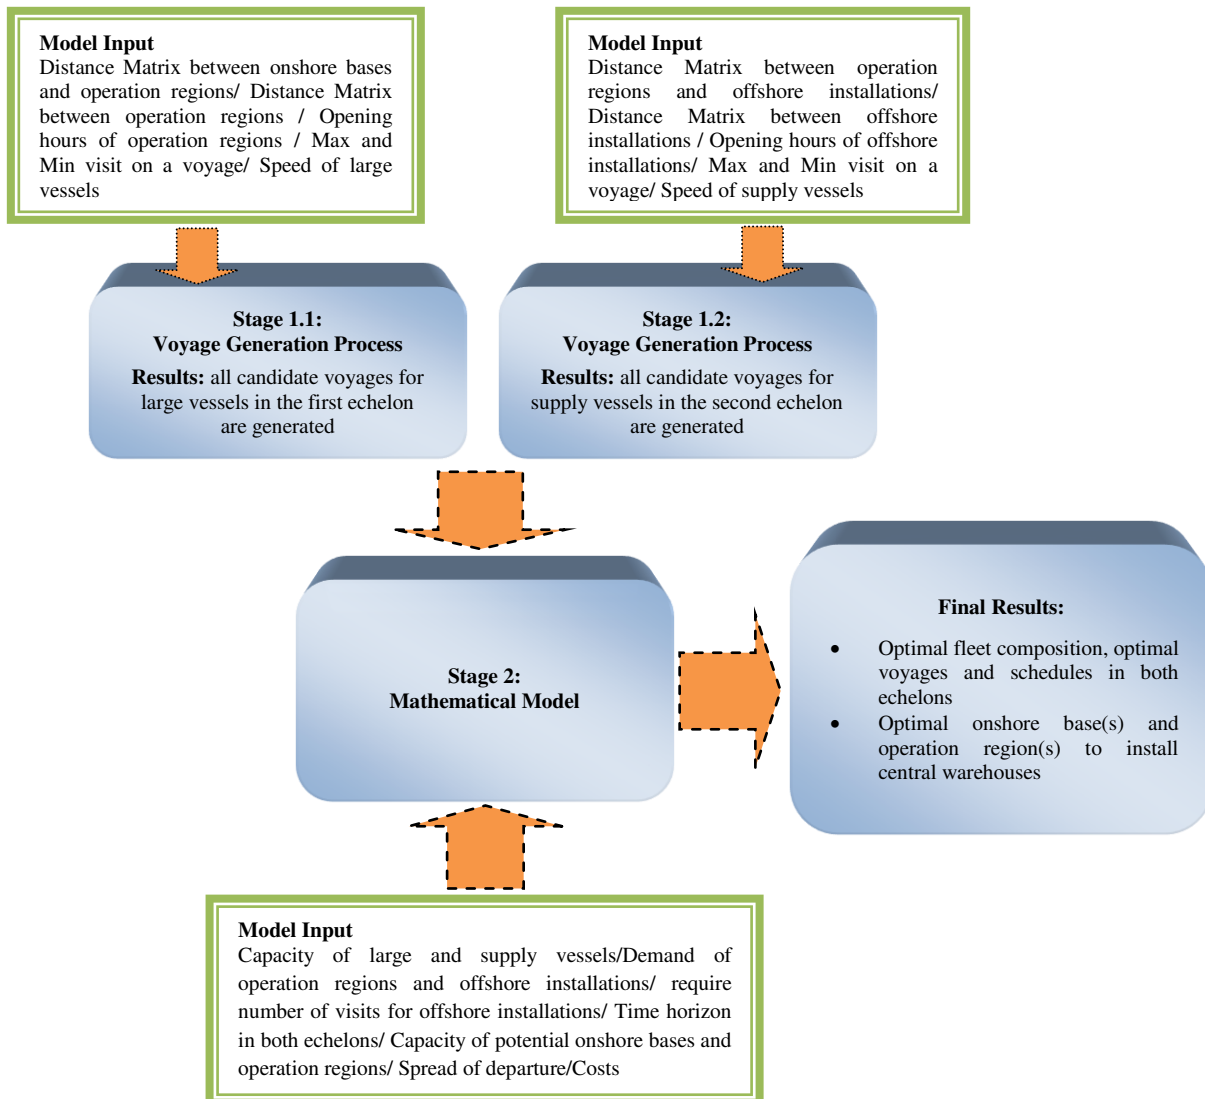 Model Input
Distance Matrix between onshore bases
and operation regions/ Distance Matrix
between operation regions / Opening
hours of operation regions / Max and
Min visit on a voyage/ Speed of large
vessels
Model Input
Distance Matrix between operation
regions and offshore installations/
Distance Matrix between offshore
installations / Opening hours of offshore
installations/ Max and Min visit on a
voyage/ Speed of supply vessels
Stage 1.1:
Voyage Generation Process
Results: all candidate voyages for
large vessels in the first echelon
are generated
Stage 1.2:
Voyage Generation Process
Results: all candidate voyages for
supply vessels in the second echelon
are generated
Stage 2:
Mathematical Model
Final Results:
• Optimal fleet composition, optimal
voyages and schedules in both
echelons
• Optimal onshore base(s) and
operation region(s) to install
central warehouses
Model Input
Capacity of large and supply vessels/Demand of
operation regions and offshore installations/ require
number of visits for offshore installations/ Time horizon
in both echelons/ Capacity of potential onshore bases and
operation regions/ Spread of departure/Costs